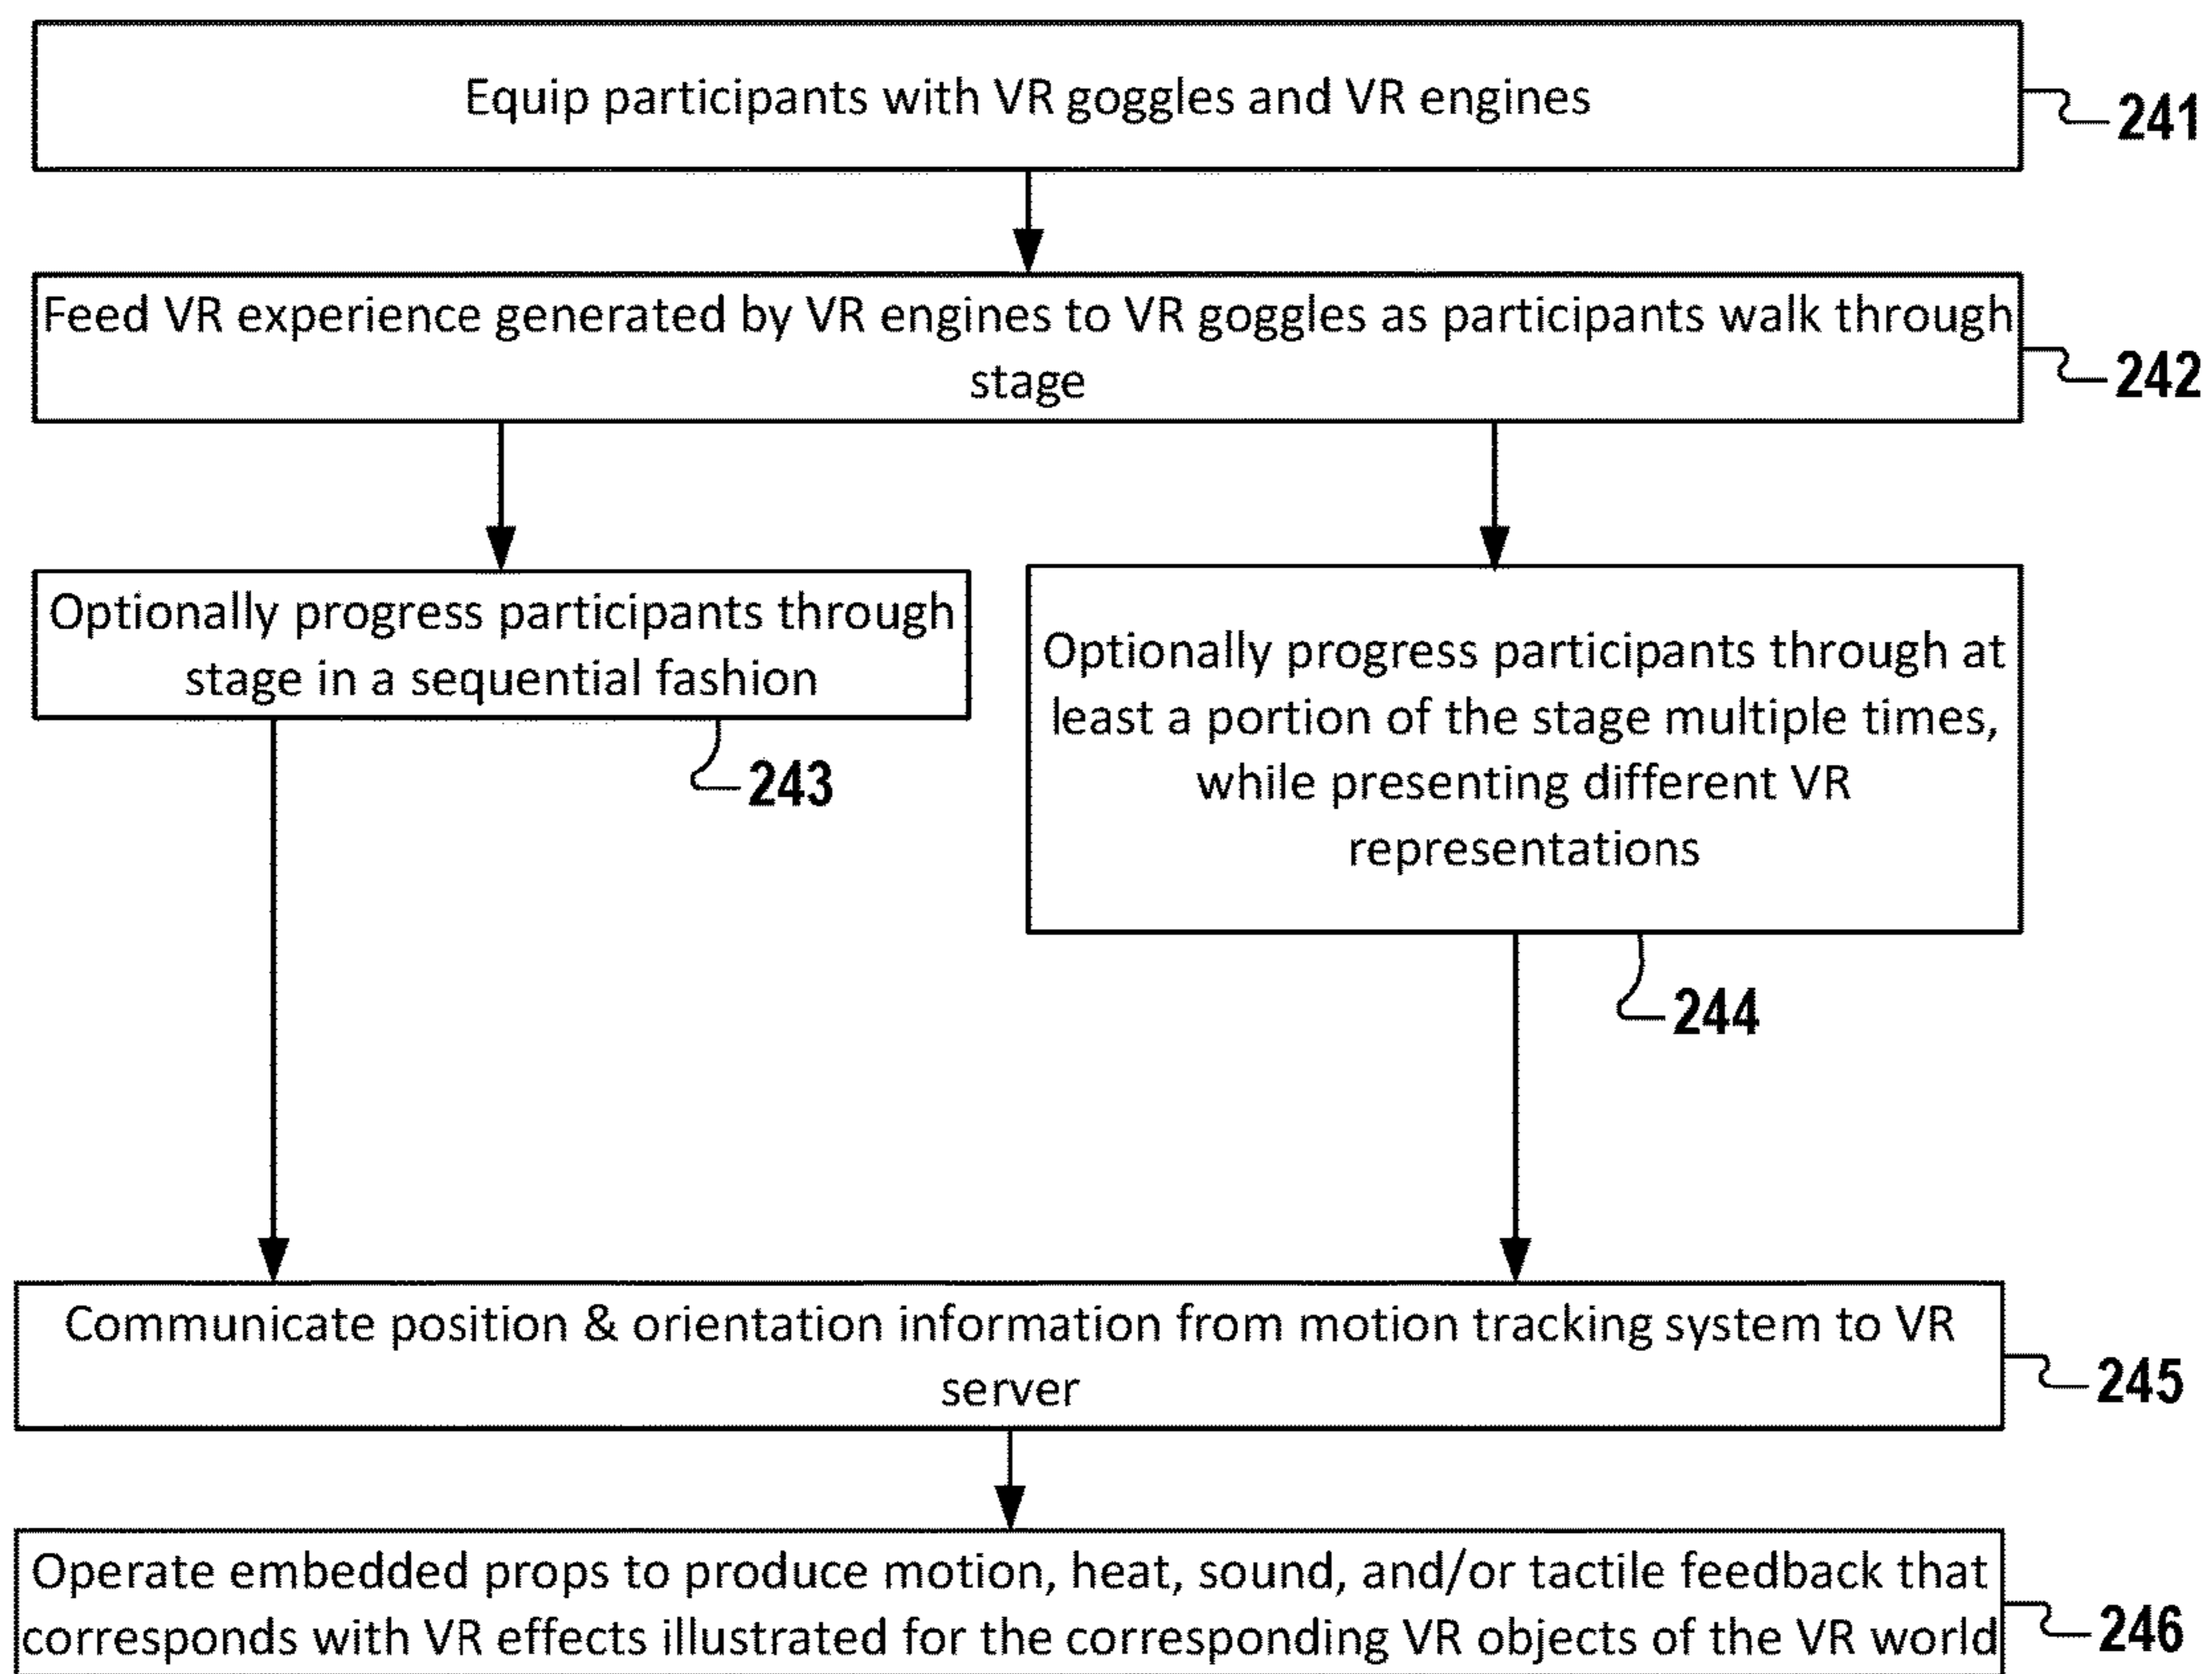 Equip participants with VR goggles and VR engines
241
Feed VR experience generated by VR engines to VR goggles as participants walk through
stage
242
Optionally progress participants through
stage in a sequential fashion
243
Optionally progress participants through at
least a portion of the stage multiple times,
while presenting different VR
representations
244
Communicate position & orientation information from motion tracking system to VR
server
245
Operate embedded props to produce motion, heat, sound, and/or tactile feedback that
corresponds with VR effects illustrated for the corresponding VR objects of the VR world
246